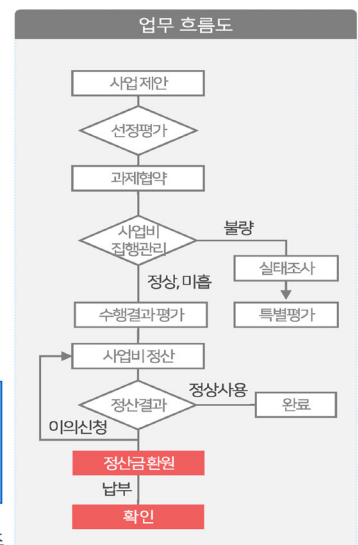 업무 흐름도
사업 제안
선정평가
과제협약
사업비
집행관리
불량
실태조사
정상, 미흡
수행결과 평가
특별평가
사업비 정산
정산결과
정상사용
완료
이의신청
정산금 환원
납부
확인